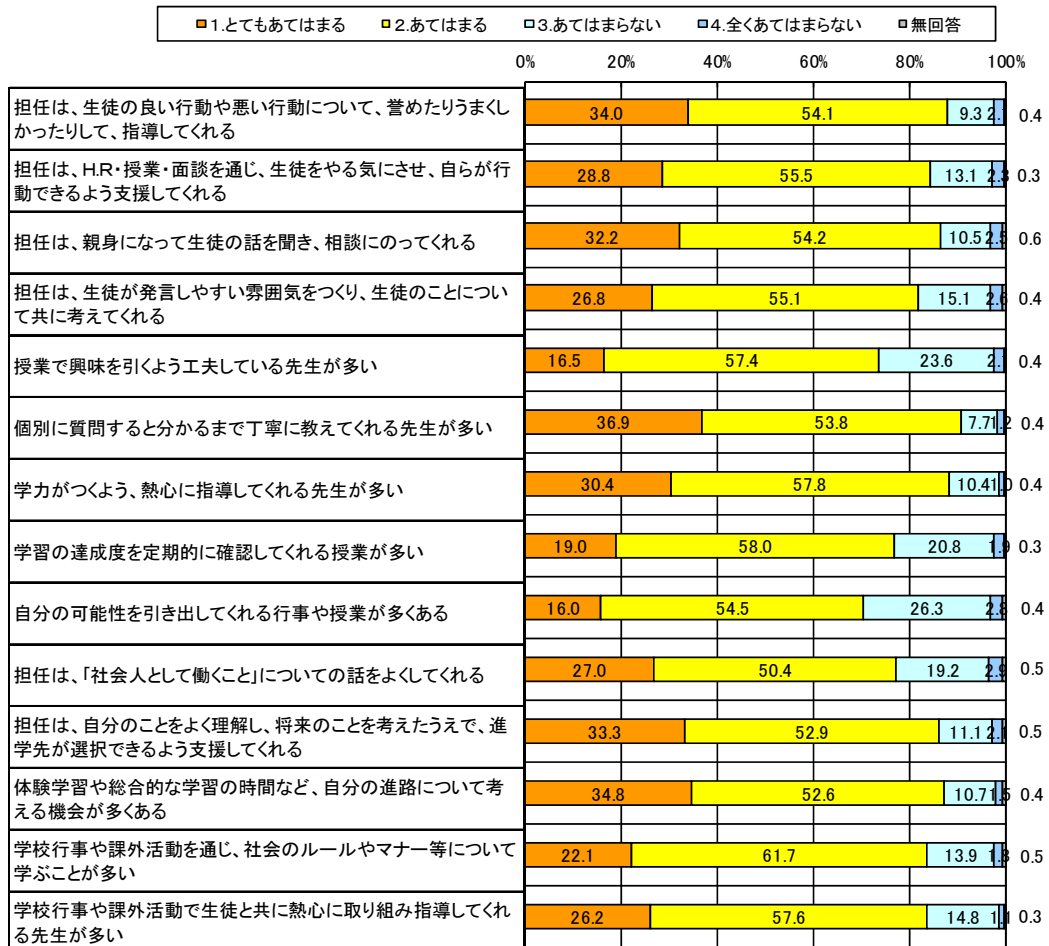 1.とてもあてはまる 2.あてはまる 3.あてはまらない 4.全くあてはまらない 無回答
0% 20% 40% 60% 80% 100%
担任は、生徒の良い行動や悪い行動について、誉めたりうまくし
かったりして、指導してくれる
34.0 54.1 9.3 0.4
担任は、H.R・授業・面談を通じ、生徒をやる気にさせ、自らが行
動できるよう支援してくれる
28.8 55.5 13.1 2.3 0.3
担任は、親身になって生徒の話を聞き、相談にのってくれる
32.2 54.2 10.5 2.5 0.6
担任は、生徒が発言しやすい雰囲気をつくり、生徒のことについ
て共に考えてくれる
26.8 55.1 15.1 2.6 0.4
授業で興味を引くよう工夫している先生が多い
16.5 57.4 23.6 0.4
個別に質問すると分かるまで丁寧に教えてくれる先生が多い
36.9 53.8 7.7 1.2 0.4
学力がつくよう、熱心に指導してくれる先生が多い
30.4 57.8 10.4 1.0 0.4
学習の達成度を定期的に確認してくれる授業が多い
19.0 58.0 20.8 1.9 0.3
自分の可能性を引き出してくれる行事や授業が多くある
16.0 54.5 26.3 2.8 0.4
担任は、「社会人として働くこと」についての話をよくしてくれる
27.0 50.4 19.2 2.9 0.5
担任は、自分のことをよく理解し、将来のことを考えたうえで、進
学先が選択できるよう支援してくれる
33.3 52.9 11.1 2.1 0.5
体験学習や総合的な学習の時間など、自分の進路について考
える機会が多くある
34.8 52.6 10.7 1.5 0.4
学校行事や課外活動を通じ、社会のルールやマナー等について
学ぶことが多い
22.1 61.7 13.9 1.8 0.5
学校行事や課外活動で生徒と共に熱心に取り組み指導してくれ
る先生が多い
26.2 57.6 14.8 1.1 0.3